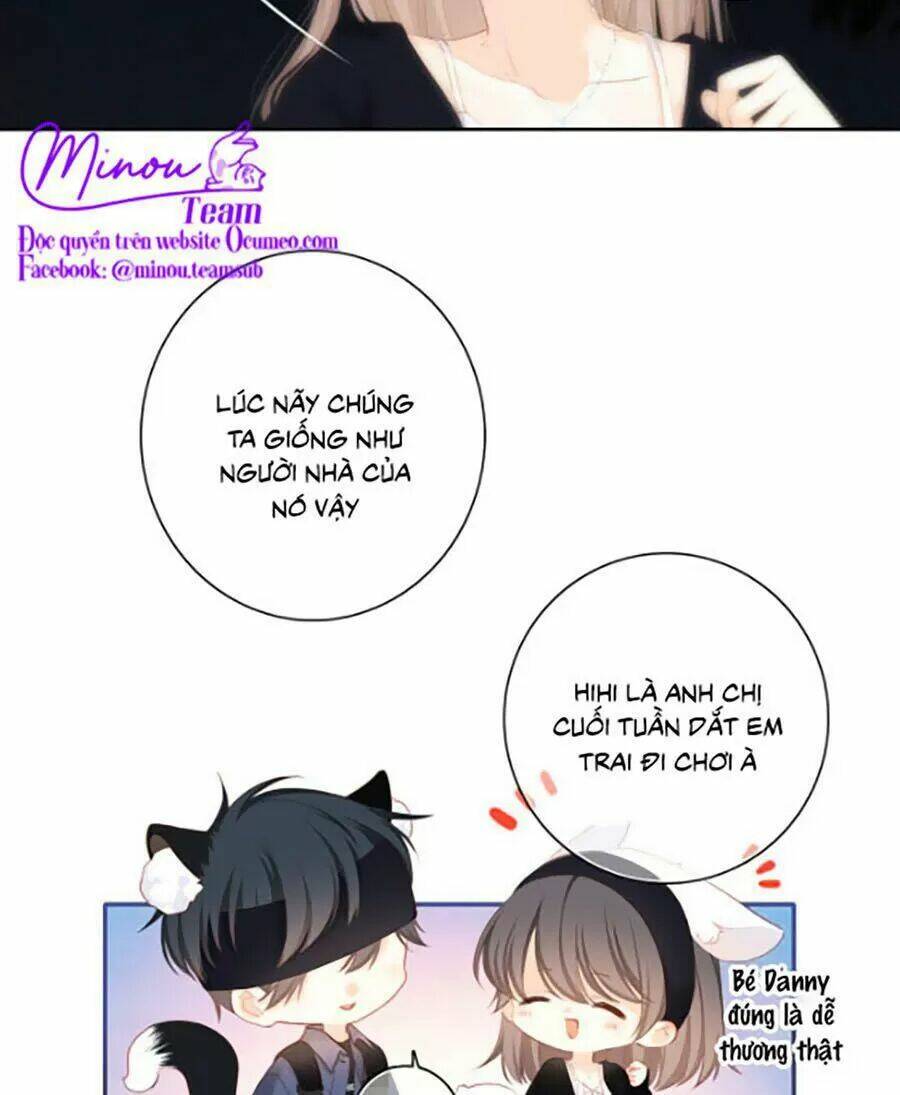 Minou
Team
Độc quyền trên website Ocumeo.com
Facebook: @minou.teamsub
LÚC NÃY CHÚNG
TA GIỐNG NHƯ
NGƯỜI NHÀ CỦA
NÓ VẬY
HIHI LÀ ANH CHỊ
CUỐI TUẦN DẮT EM
TRAI ĐI CHƠI À
Bé Danny
đúng là dễ
thương thật